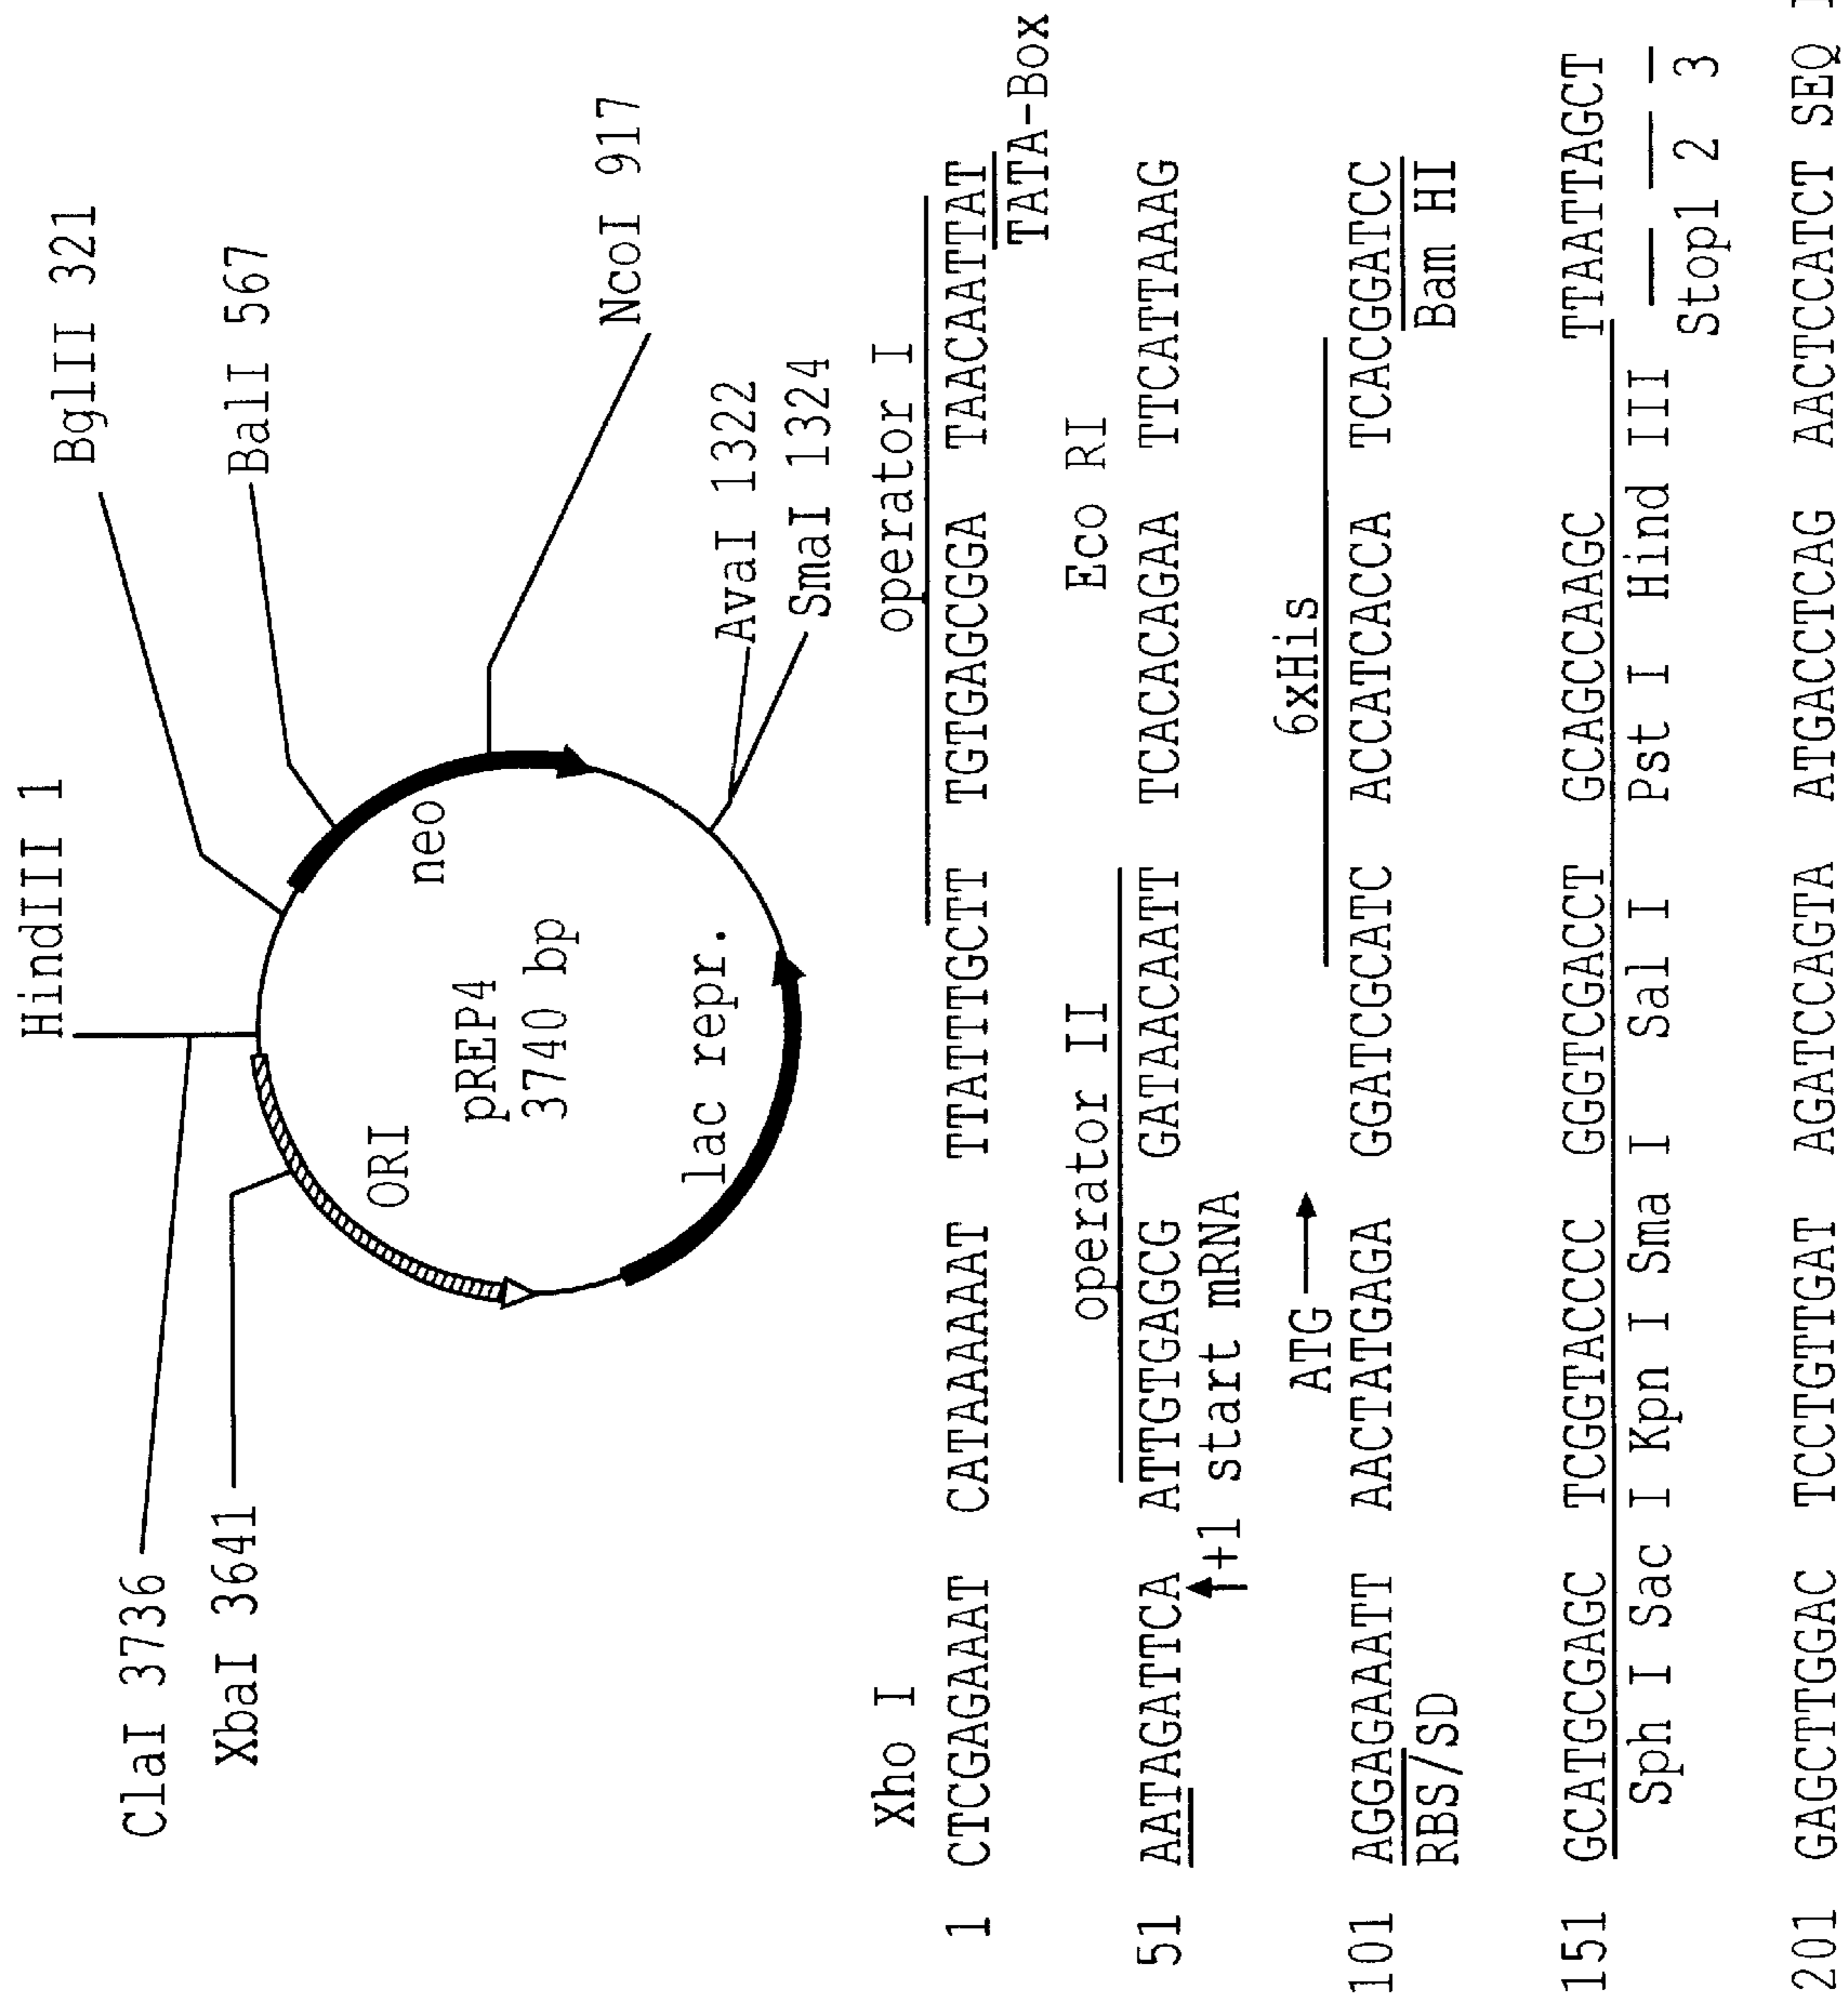 HindIII 1
BglII 321
ClaI 3736
XbaI 3641
BalI 567
ORI
neo
pREP4
3740 bp
NcoI 917
lac repr.
AvaI 1322
SmaI 1324
Xho I operator I
1 CTCGAGAAAT CATAAAAAAT TTATTTGCTT TGTGAGCGGA TAACAATTAT
TATA-Box
operator II Eco RI
51 AATAGATTCA ATTGTGAGCG GATAACAATT TCACACAGAA TTCATTAAAG
+1 start mRNA
ATG 6xHis
101 AGGAGAAATT AACTATGAGA GGATCGCATC ACCATCACCA TCACGGATCC
RBS/SD Bam HI
151 GCATGCGAGC TCGGTACCCC GGGTCGACCT GCAGCCAAGC TTAATTAGCT
Sph I Sac I Kpn I Sma I Sal I Pst I Hind III Stop1 2 3
201 GAGCTTGGAC TCCTGTTGAT AGATCCAGTA ATGACCTCAG AACTCCATCT SEQ